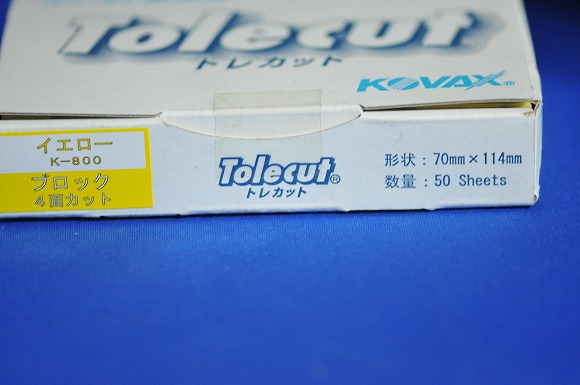 Tolecut®
トレカット
KOVAX®
イエロー
K-800
ブロック
4面カット
Tolecut®
トレカット
形状：70mm×114mm
数量：50 Sheets